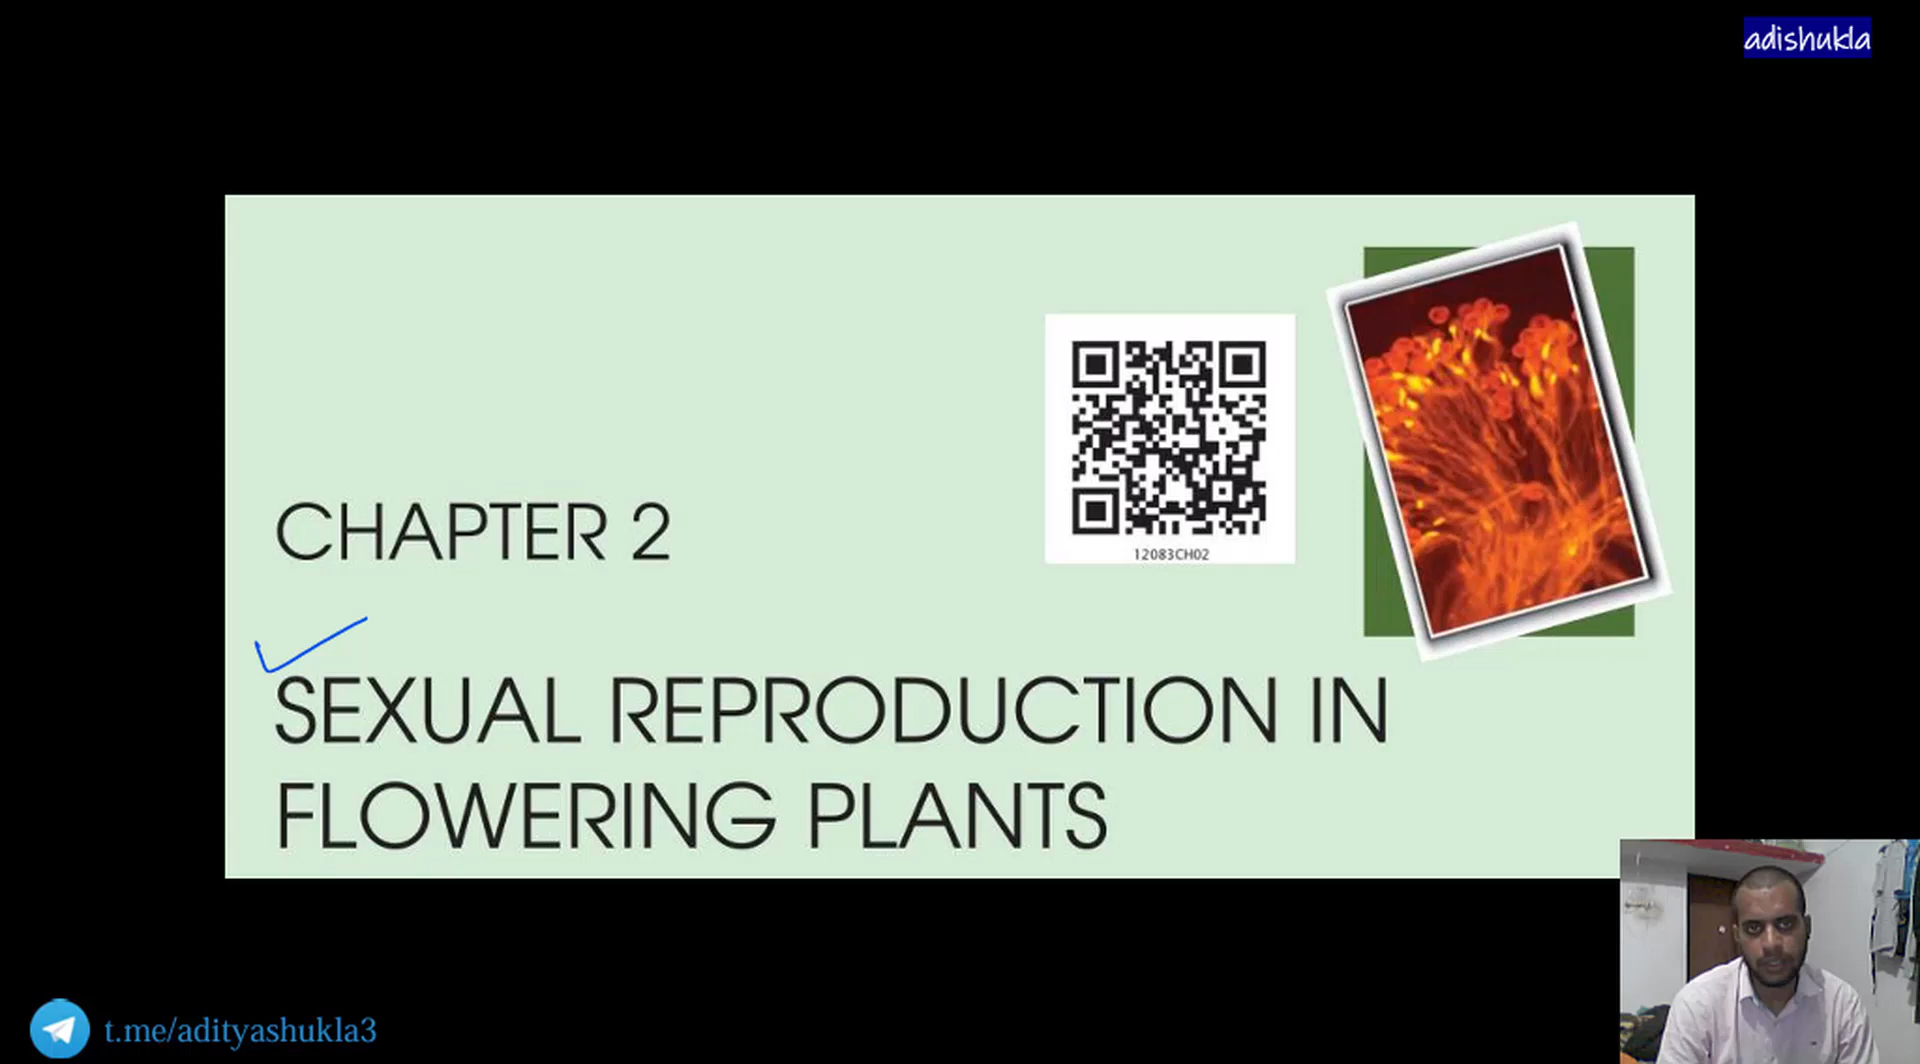 adishukla
12083CH02
CHAPTER 2
SEXUAL REPRODUCTION IN
FLOWERING PLANTS
t.me/adityashukla3